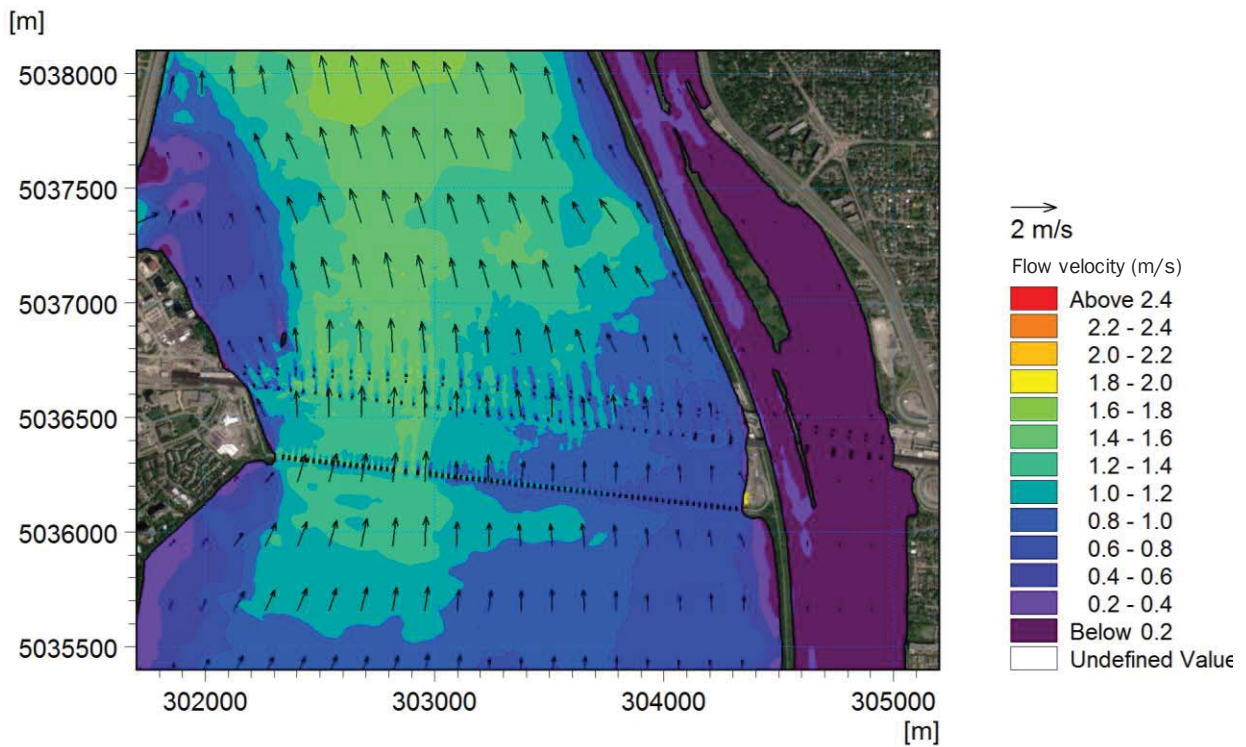 [m]
5038000
5037500
5037000
5036500
5036000
5035500
302000
303000
304000
305000
[m]
2 m/s
Flow velocity (m/s)
Above 2.4
2.2 - 2.4
2.0 - 2.2
1.8 - 2.0
1.6 - 1.8
1.4 - 1.6
1.2 - 1.4
1.0 - 1.2
0.8 - 1.0
0.6 - 0.8
0.4 - 0.6
0.2 - 0.4
Below 0.2
Undefined Value